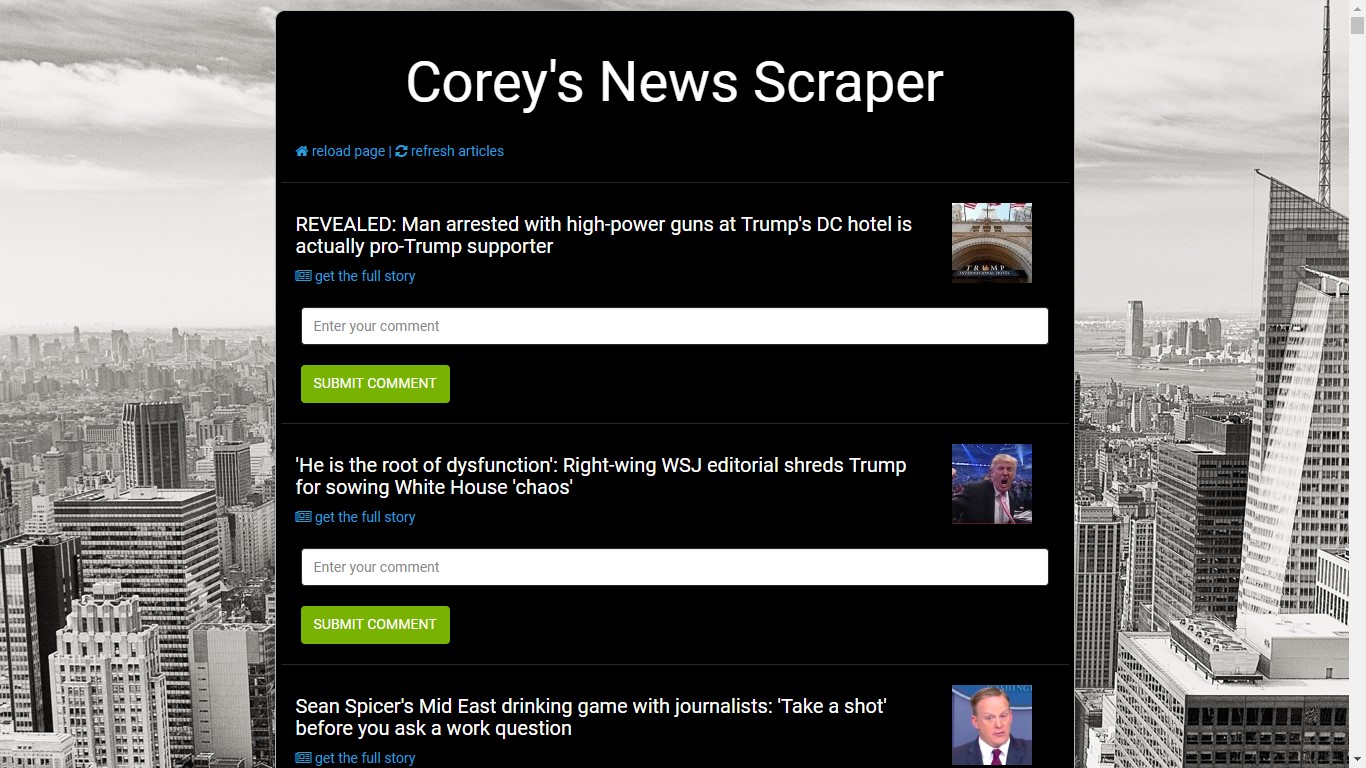 Corey's News Scraper
reload page | refresh articles
REVEALED: Man arrested with high-power guns at Trump's DC hotel is
actually pro-Trump supporter
get the full story
TRUMP
INTERNATIONAL HOTEL
Enter your comment
SUBMIT COMMENT
'He is the root of dysfunction': Right-wing WSJ editorial shreds Trump
for sowing White House 'chaos'
get the full story
Enter your comment
SUBMIT COMMENT
Sean Spicer's Mid East drinking game with journalists: 'Take a shot'
before you ask a work question
get the full story